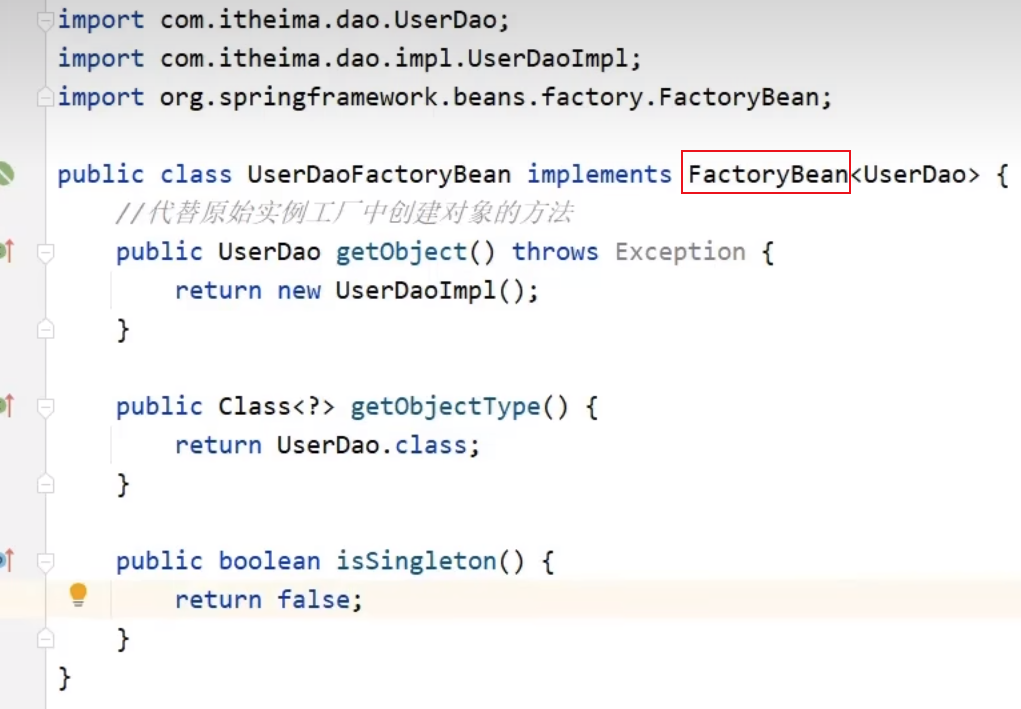 import com.itheima.dao.UserDao;
import com.itheima.dao.impl.UserDaoImpl;
import org.springframework.beans.factory.FactoryBean;
public class UserDaoFactoryBean implements FactoryBean<UserDao> {
//代替原始实例工厂中创建对象的方法
public UserDao getObject() throws Exception {
return new UserDaoImpl();
}
public Class<?> getObjectType() {
return UserDao.class;
}
public boolean isSingleton() {
return false;
}
}